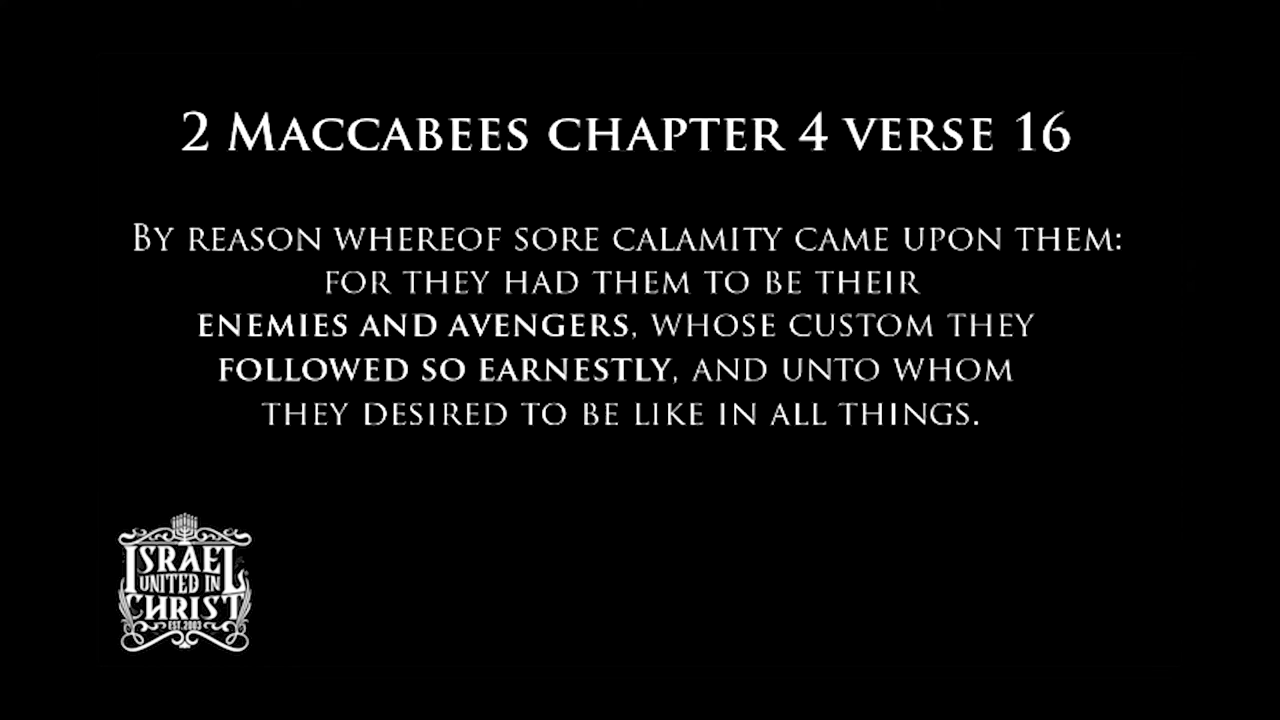 2 MACCABEES CHAPTER 4 VERSE 16
BY REASON WHEREOF SORE CALAMITY CAME UPON THEM:
FOR THEY HAD THEM TO BE THEIR
ENEMIES AND AVENGERS, WHOSE CUSTOM THEY
FOLLOWED SO EARNESTLY, AND UNTO WHOM
THEY DESIRED TO BE LIKE IN ALL THINGS.
ISRAEL
UNITED IN
CHRIST
EST. 2003